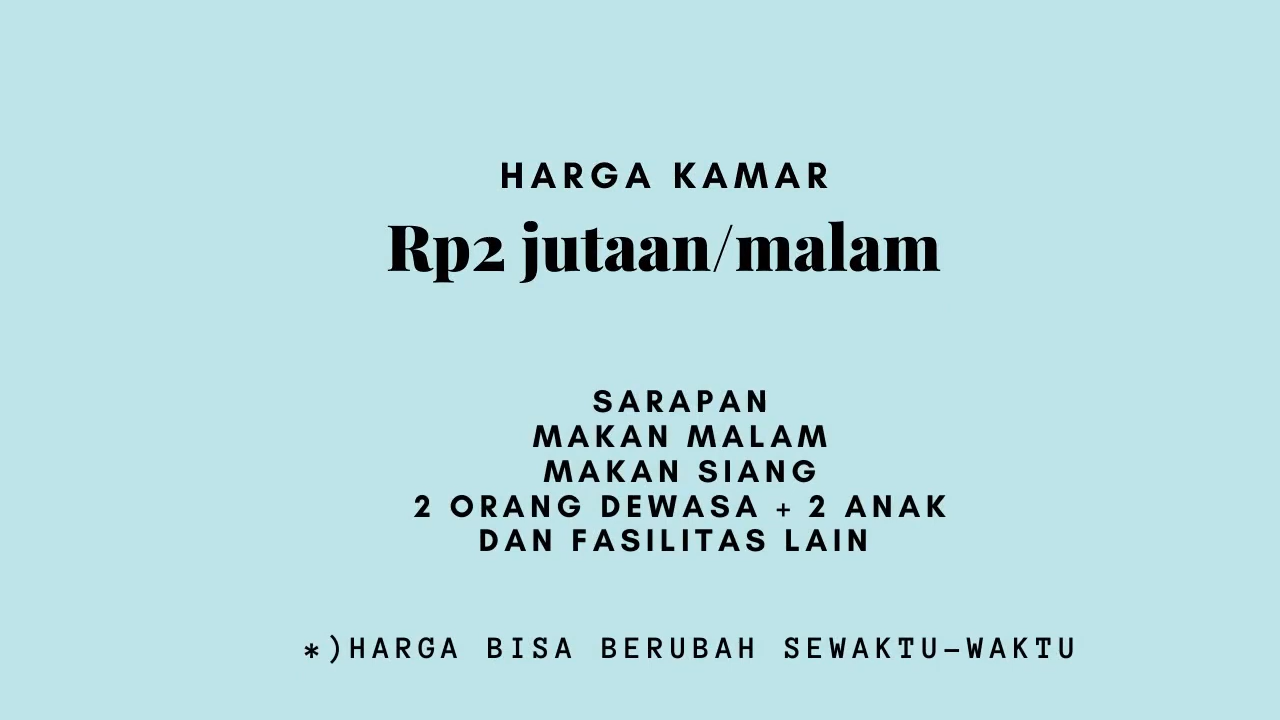 HARGA KAMAR
Rp2 jutaan/malam
SARAPAN
MAKAN MALAM
MAKAN SIANG
2 ORANG DEWASA + 2 ANAK
DAN FASILITAS LAIN
*)HARGA BISA BERUBAH SEWAKTU-WAKTU